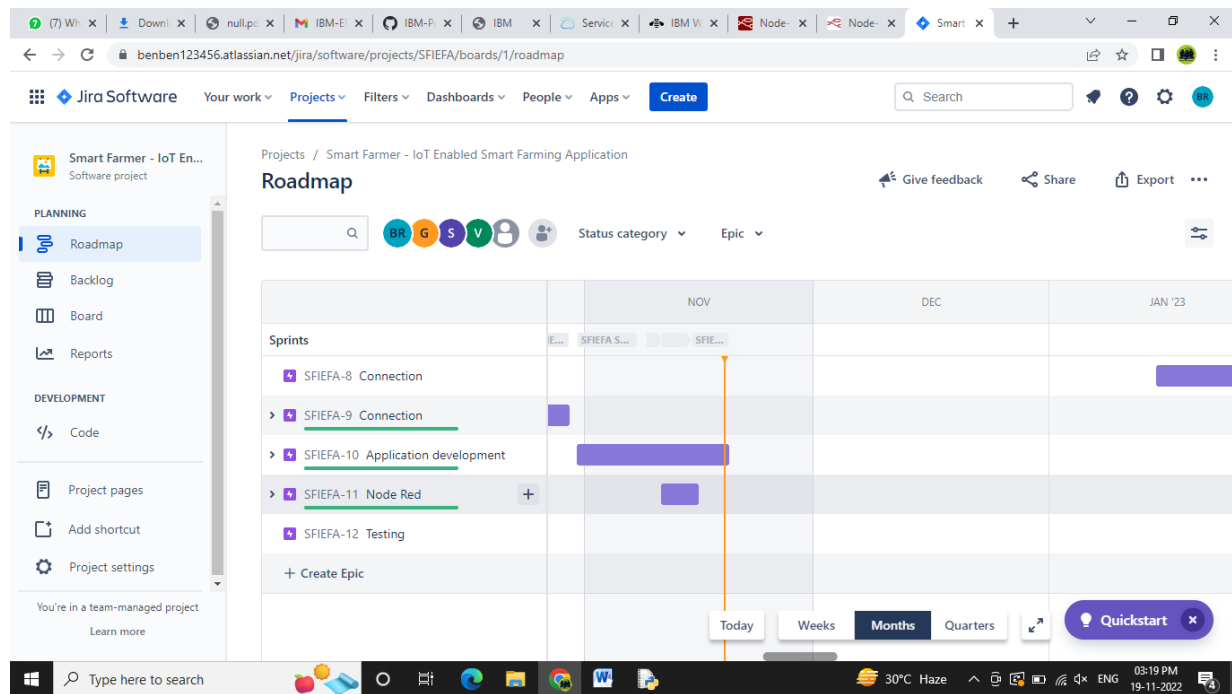 (7) Wh
Downl
null.pc
IBM-E
IBM-P
IBM
Service
IBM W
Node-
Node-
Smart
benben123456.atlassian.net/jira/software/projects/SFIEFA/boards/1/roadmap
Jira Software
Your work
Projects
Filters
Dashboards
People
Apps
Create
Search
BR
Smart Farmer - IoT En...
Software project
Projects / Smart Farmer - IoT Enabled Smart Farming Application
Roadmap
Give feedback
Share
Export
PLANNING
Roadmap
Backlog
Board
Reports
DEVELOPMENT
Code
Project pages
Add shortcut
Project settings
You're in a team-managed project
Learn more
BR G S V
Status category
Epic
NOV
DEC
JAN '23
Sprints
IE...
SFIEFA S...
SFIE...
SFIEFA-8 Connection
SFIEFA-9 Connection
SFIEFA-10 Application development
SFIEFA-11 Node Red
SFIEFA-12 Testing
+ Create Epic
Today
Weeks
Months
Quarters
Quickstart
Type here to search
30°C Haze
ENG
03:19 PM
19-11-2022
4